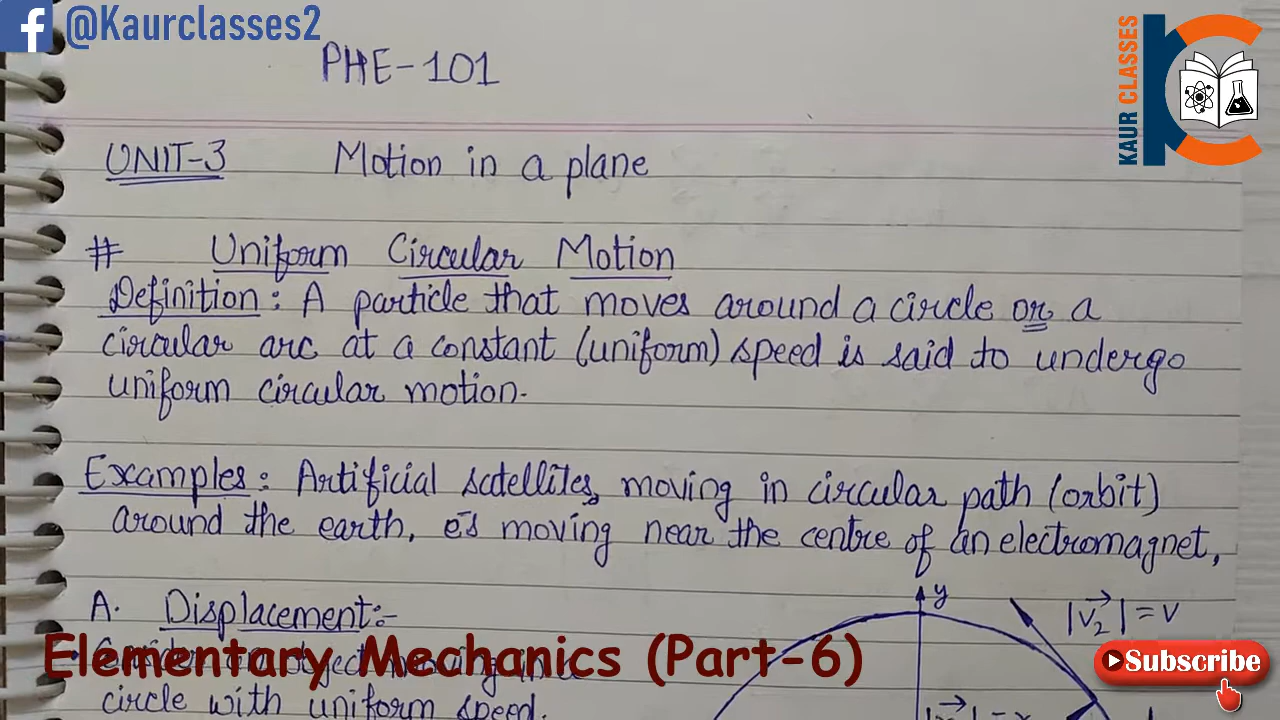 @Kaurclasses2
KAUR CLASSES
PHE-101
UNIT-3 Motion in a plane
# Uniform Circular Motion
Definition: A particle that moves around a circle or a
circular arc at a constant (uniform) speed is said to undergo
uniform circular motion.
Examples: Artificial satellites, moving in circular path (orbit)
around the earth, e⁻s moving near the centre of an electromagnet,
A. Displacement:-
y
|v₂| = v
Elementary Mechanics (Part-6)
Subscribe
circle with uniform speed.